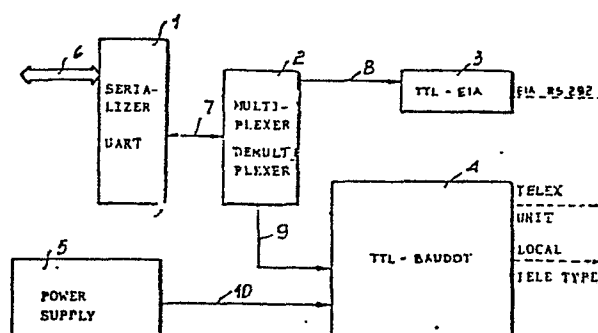 1
6
SERIA-
LIZER
UART
7
2
MULTI-
PLEXER
DEMULT-
PLEXER
8
3
TTL - EIA
EIA RS 232
9
4
TTL - BAUDOT
TELEX
UNIT
LOCAL
TELE TYPE
5
POWER
SUPPLY
10